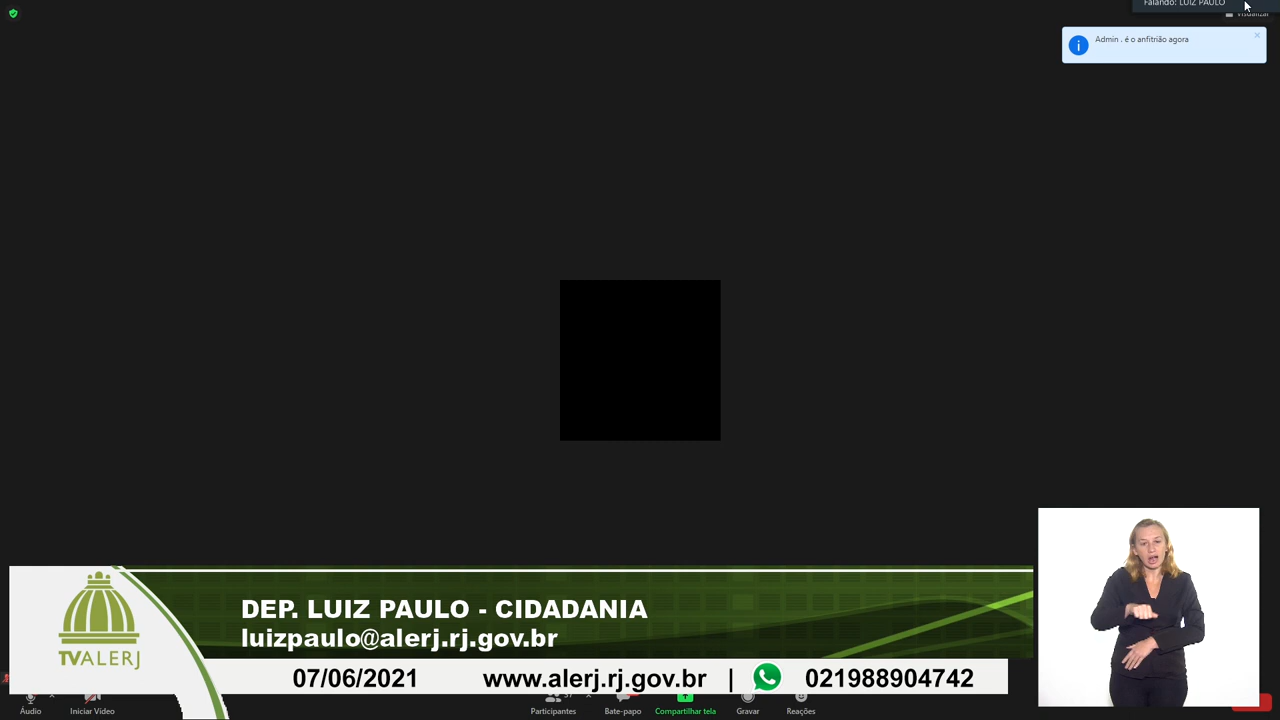 Falando: LUIZ PAULO
Visualizar
Admin . é o anfitrião agora
DEP. LUIZ PAULO - CIDADANIA
luizpaulo@alerj.rj.gov.br
TVALERJ
07/06/2021 www.alerj.rj.gov.br | 021988904742
Áudio Iniciar Vídeo Participantes Bate-papo Compartilhar tela Gravar Reações